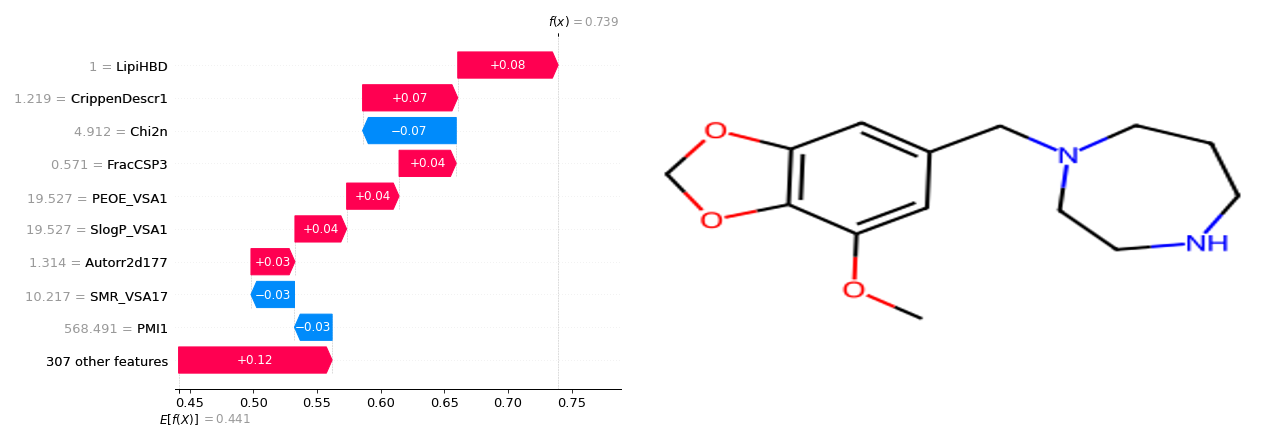 f(x) = 0.739
1 = LipiHBD
+0.08
1.219 = CrippenDescr1
+0.07
4.912 = Chi2n
−0.07
0.571 = FracCSP3
+0.04
19.527 = PEOE_VSA1
+0.04
19.527 = SlogP_VSA1
+0.04
1.314 = Autorr2d177
+0.03
10.217 = SMR_VSA17
−0.03
568.491 = PMI1
−0.03
307 other features
+0.12
0.45 0.50 0.55 0.60 0.65 0.70 0.75
E[f(X)] = 0.441
O
O
O
N
NH